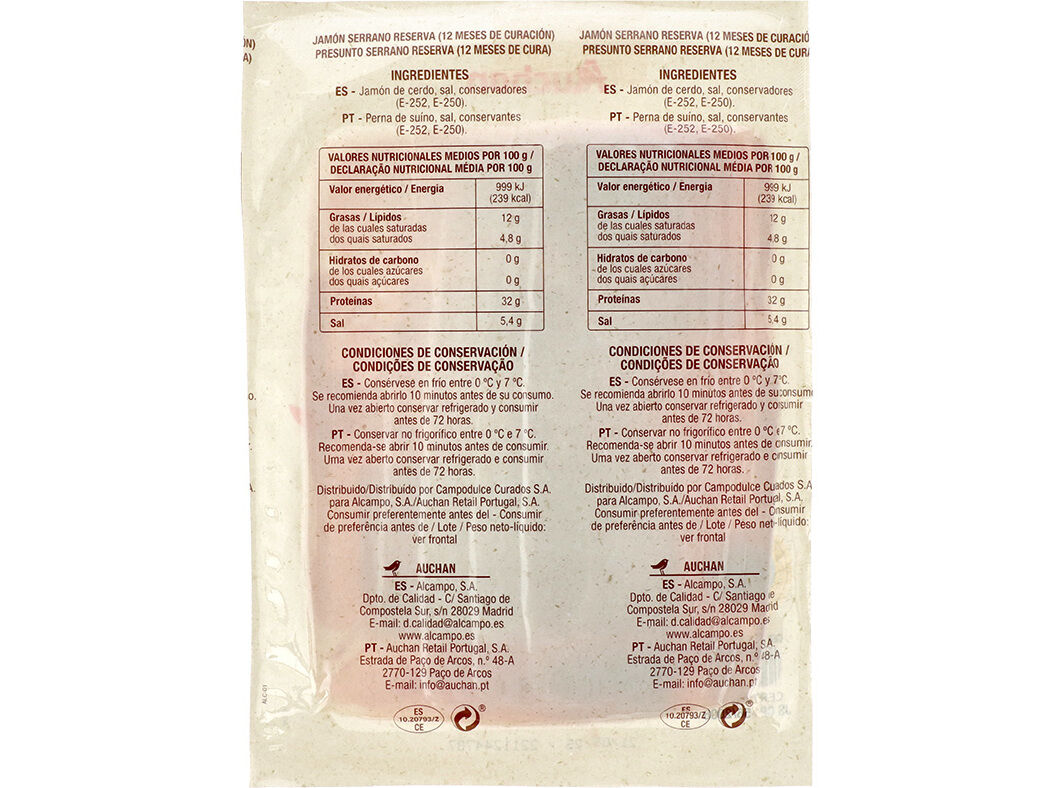 N)
A)
JAMÓN SERRANO RESERVA (12 MESES DE CURACIÓN)
PRESUNTO SERRANO RESERVA (12 MESES DE CURA)
INGREDIENTES
ES - Jamón de cerdo, sal, conservadores
(E-252, E-250).
PT - Perna de suíno, sal, conservantes
(E-252, E-250).
VALORES NUTRICIONALES MEDIOS POR 100 g /
DECLARAÇÃO NUTRICIONAL MÉDIA POR 100 g
Valor energético / Energia 999 kJ
(239 kcal)
Grasas / Lípidos 12 g
de las cuales saturadas
dos quais saturados 4,8 g
Hidratos de carbono 0 g
de los cuales azúcares
dos quais açúcares 0 g
Proteínas 32 g
Sal 5,4 g
CONDICIONES DE CONSERVACIÓN /
CONDIÇÕES DE CONSERVAÇÃO
ES - Consérvese en frío entre 0 ºC y 7 ºC.
Se recomienda abrirlo 10 minutos antes de su consumo.
Una vez abierto conservar refrigerado y consumir
antes de 72 horas.
PT - Conservar no frigorífico entre 0 ºC e 7 ºC.
Recomenda-se abrir 10 minutos antes de consumir.
Uma vez aberto conservar refrigerado e consumir
antes de 72 horas.
Distribuido/Distribuído por Campodulce Curados S.A.
para Alcampo, S.A./Auchan Retail Portugal, S.A.
Consumir preferentemente antes del - Consumir
de preferência antes de / Lote / Peso neto-líquido:
ver frontal
AUCHAN
ES - Alcampo, S.A.
Dpto. de Calidad - C/ Santiago de
Compostela Sur, s/n 28029 Madrid
E-mail: d.calidad@alcampo.es
www.alcampo.es
PT - Auchan Retail Portugal, S.A.
Estrada de Paço de Arcos, n.º 48-A
2770-129 Paço de Arcos
E-mail: info@auchan.pt
ES
10.20793/Z
CE
®
ALC-01
JAMÓN SERRANO RESERVA (12 MESES DE CURACIÓ
PRESUNTO SERRANO RESERVA (12 MESES DE CURA
INGREDIENTES
ES - Jamón de cerdo, sal, conservadores
(E-252, E-250).
PT - Perna de suíno, sal, conservantes
(E-252, E-250).
VALORES NUTRICIONALES MEDIOS POR 100 g /
DECLARAÇÃO NUTRICIONAL MÉDIA POR 100 g
Valor energético / Energia 999 kJ
(239 kcal)
Grasas / Lípidos 12 g
de las cuales saturadas
dos quais saturados 4,8 g
Hidratos de carbono 0 g
de los cuales azúcares
dos quais açúcares 0 g
Proteínas 32 g
Sal 5,4 g
CONDICIONES DE CONSERVACIÓN /
CONDIÇÕES DE CONSERVAÇÃO
ES - Consérvese en frío entre 0 ºC y 7 ºC.
Se recomienda abrirlo 10 minutos antes de su consum
Una vez abierto conservar refrigerado y consumir
antes de 72 horas.
PT - Conservar no frigorífico entre 0 ºC e 7 ºC.
Recomenda-se abrir 10 minutos antes de consumir.
Uma vez aberto conservar refrigerado e consumir
antes de 72 horas.
Distribuido/Distribuído por Campodulce Curados S.A
para Alcampo, S.A./Auchan Retail Portugal, S.A.
Consumir preferentemente antes del - Consumir
de preferência antes de / Lote / Peso neto-líquido:
ver frontal
AUCHAN
ES - Alcampo, S.A.
Dpto. de Calidad - C/ Santiago de
Compostela Sur, s/n 28029 Madrid
E-mail: d.calidad@alcampo.es
www.alcampo.es
PT - Auchan Retail Portugal, S.A.
Estrada de Paço de Arcos, n.º 48-A
2770-129 Paço de Arcos
E-mail: info@auchan.pt
ES
10.20793/Z
CE
®